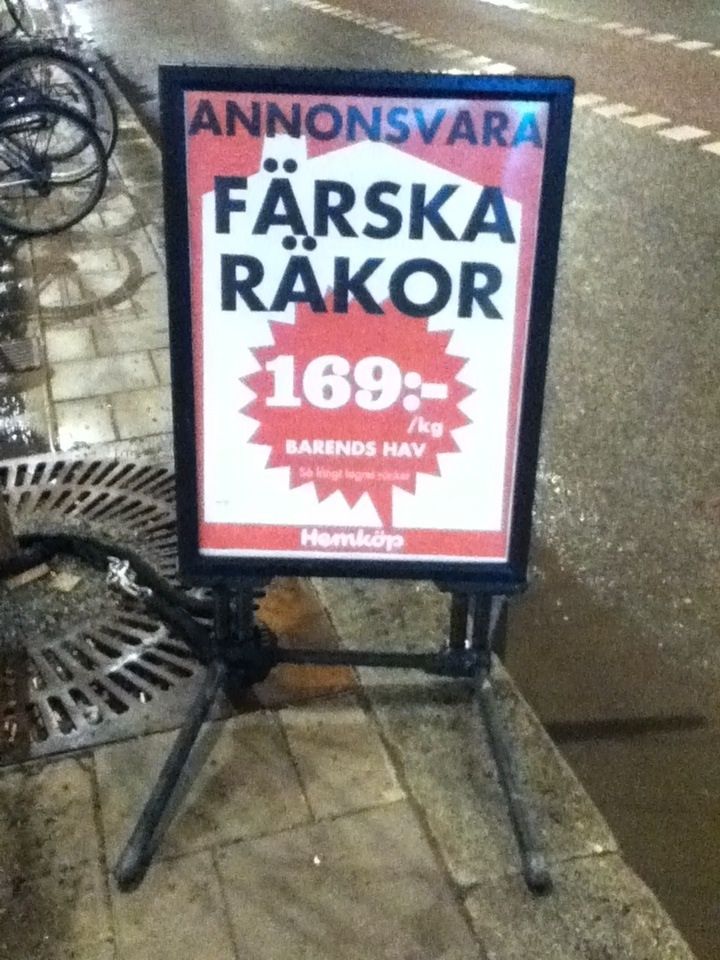 ANNONSVARA
FÄRSKA
RÄKOR
169:-
/kg
BARENDS HAV
Så långt lagret räcker
Hemköp